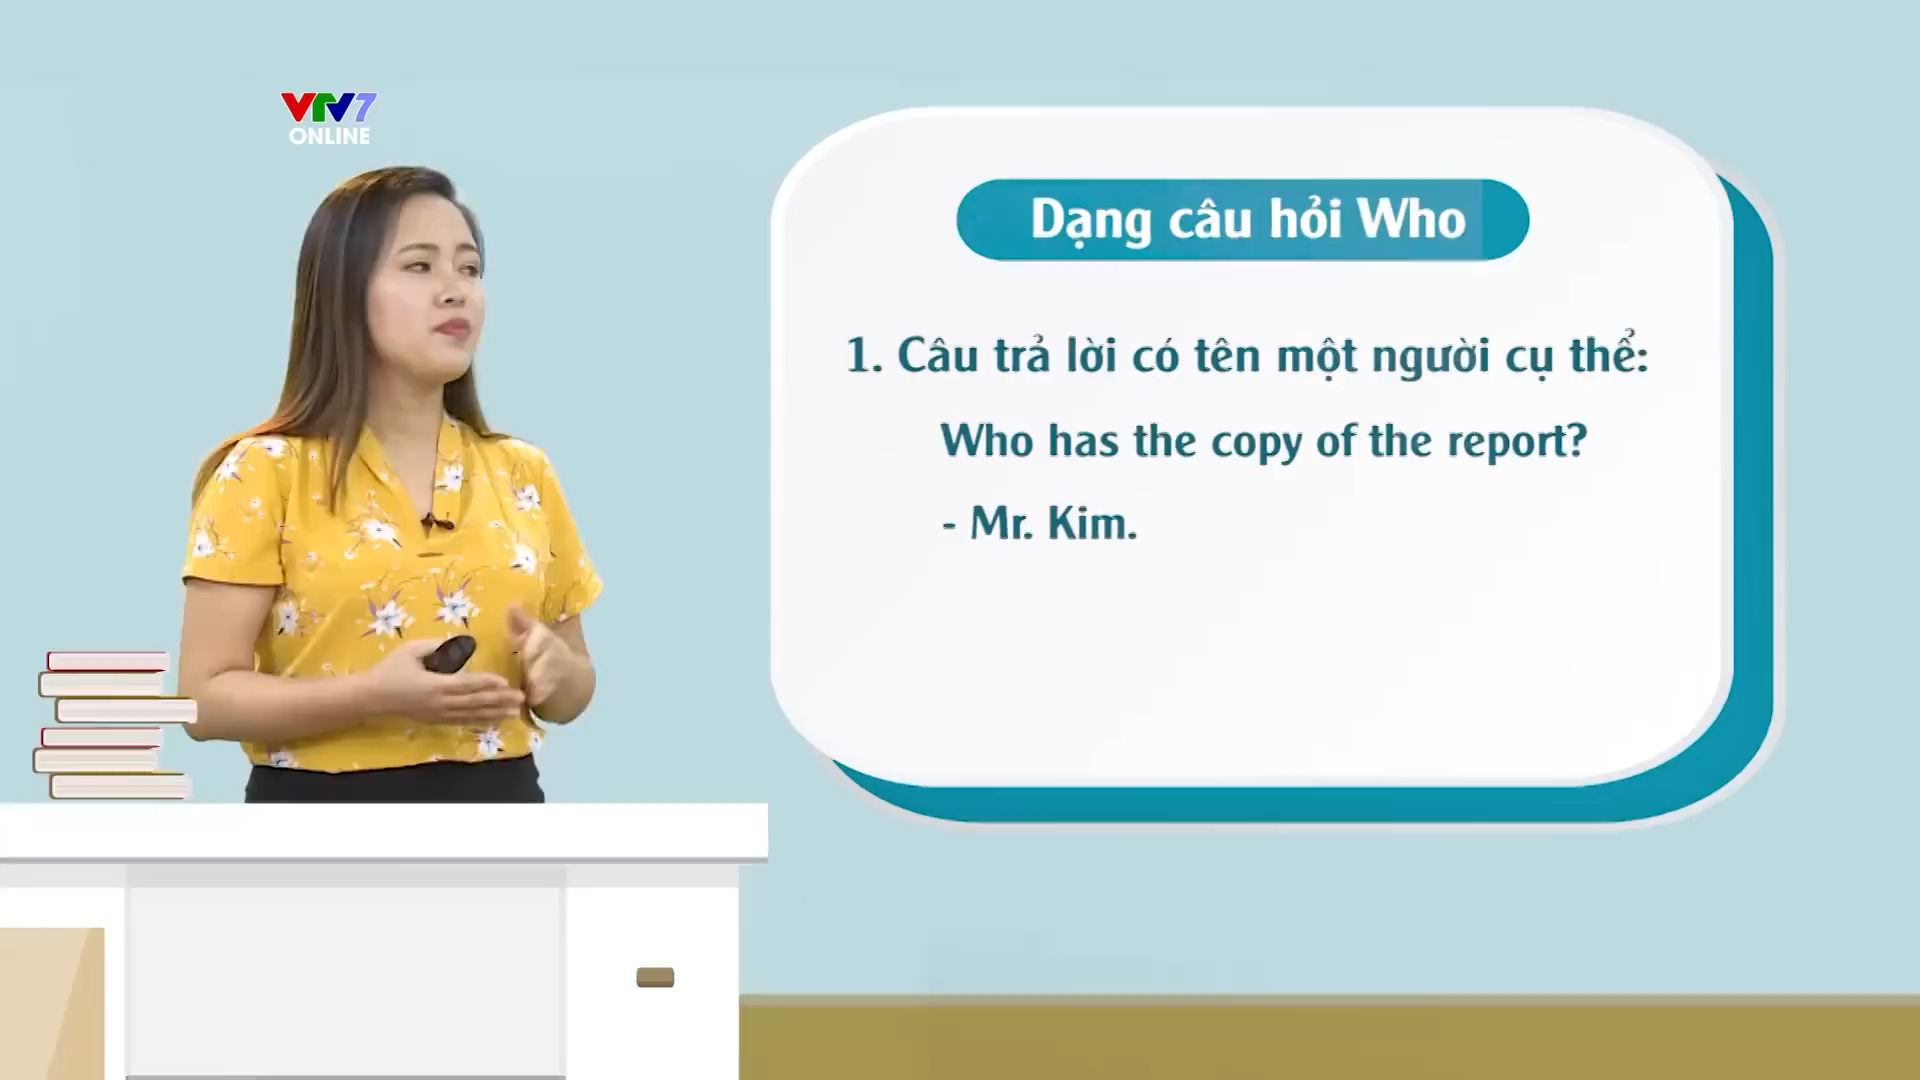 VTV7
ONLINE
Dạng câu hỏi Who
1. Câu trả lời có tên một người cụ thể:
Who has the copy of the report?
- Mr. Kim.